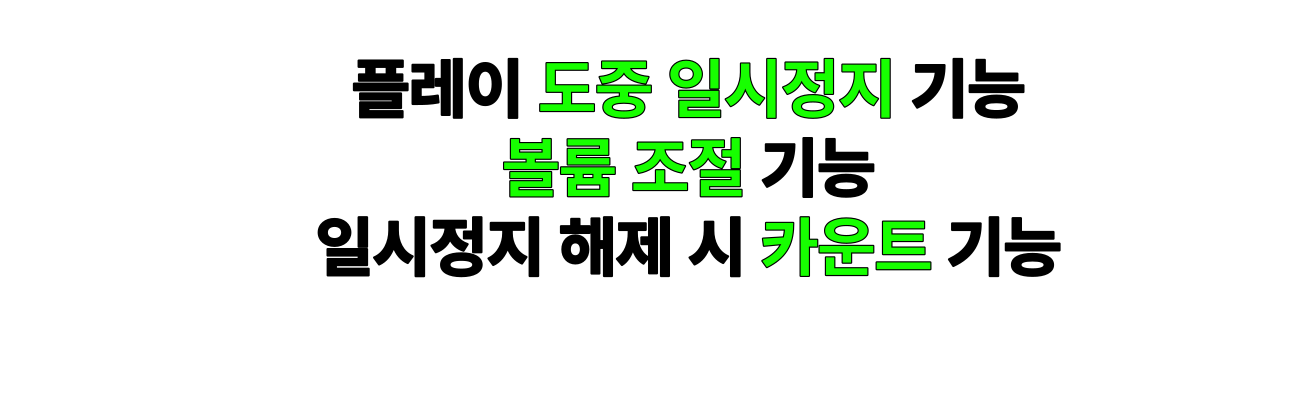 플레이 도중 일시정지 기능
볼륨 조절 기능
일시정지 해제 시 카운트 기능